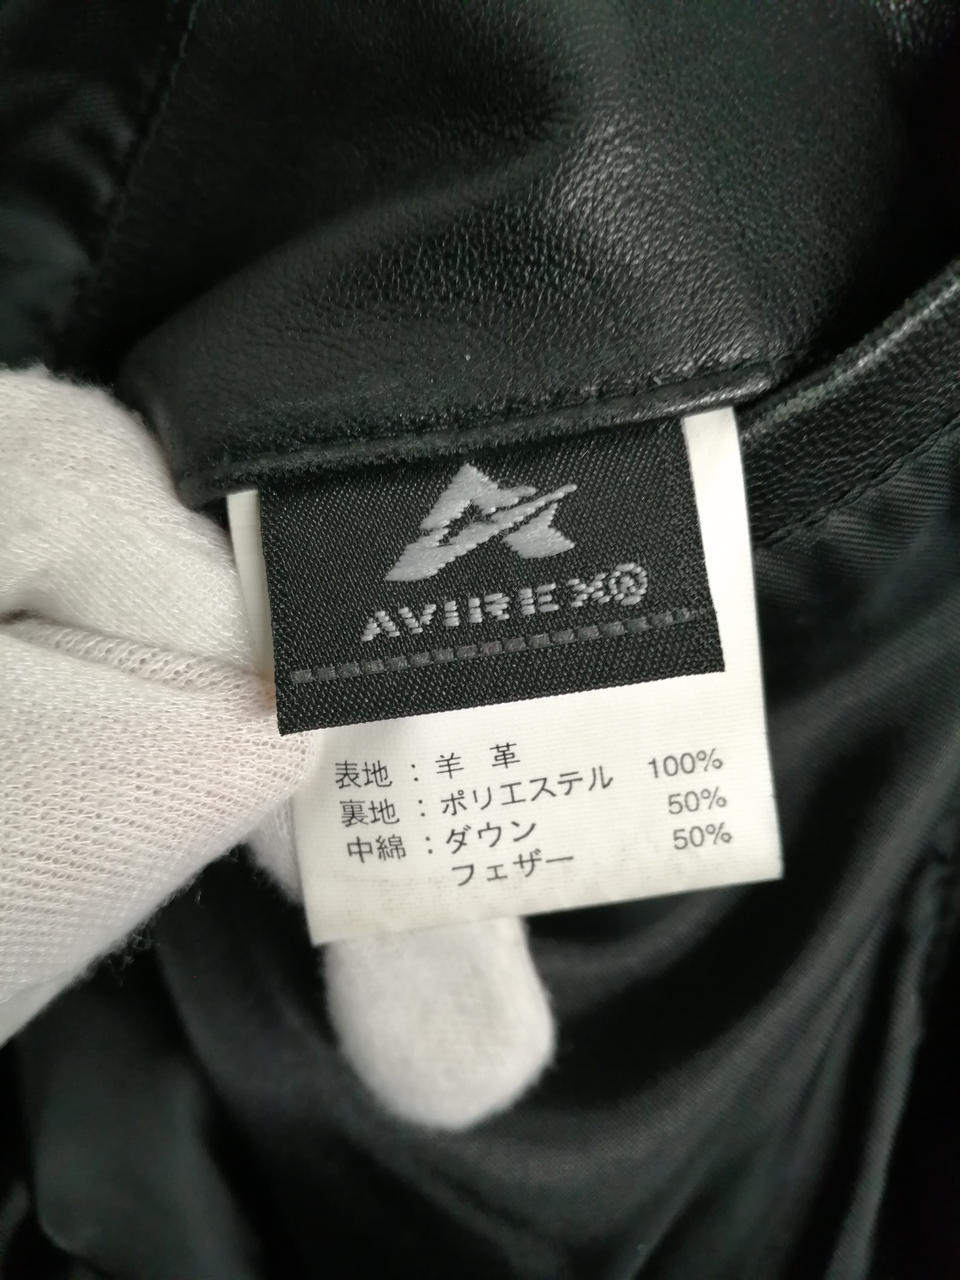 AVIREX®
表地 : 羊 革
裏地 : ポリエステル 100%
中綿 : ダウン 50%
フェザー 50%